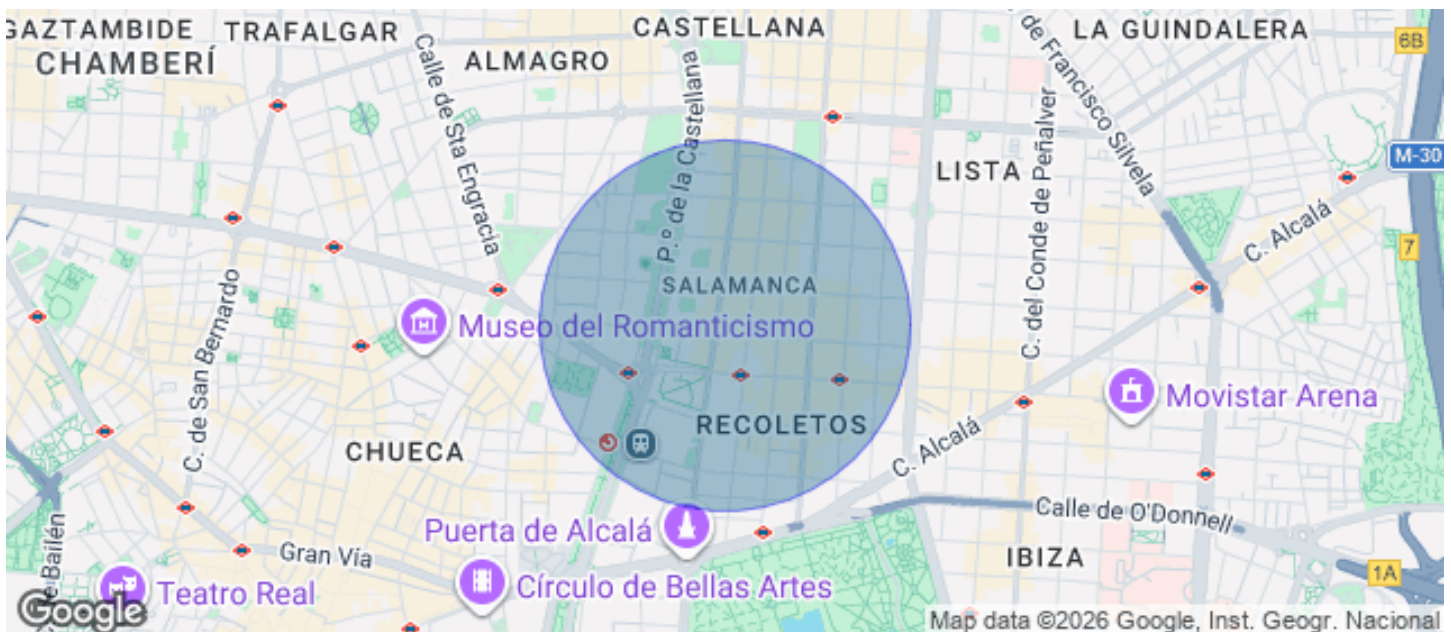 GAZTAMBIDE
TRAFALGAR
CASTELLANA
LA GUINDALERA
6B
CHAMBERÍ
ALMAGRO
Calle de Sta Engracia
P.º de la Castellana
de Francisco Silvela
M-30
LISTA
C. del Conde de Peñalver
C. Alcalá
7
SALAMANCA
C. de San Bernardo
Museo del Romanticismo
Movistar Arena
RECOLETOS
CHUECA
C. Alcalá
Calle de O'Donnell
Puerta de Alcalá
Gran Vía
IBIZA
e Bailén
Teatro Real
Círculo de Bellas Artes
1A
Google
Map data ©2026 Google, Inst. Geogr. Nacional